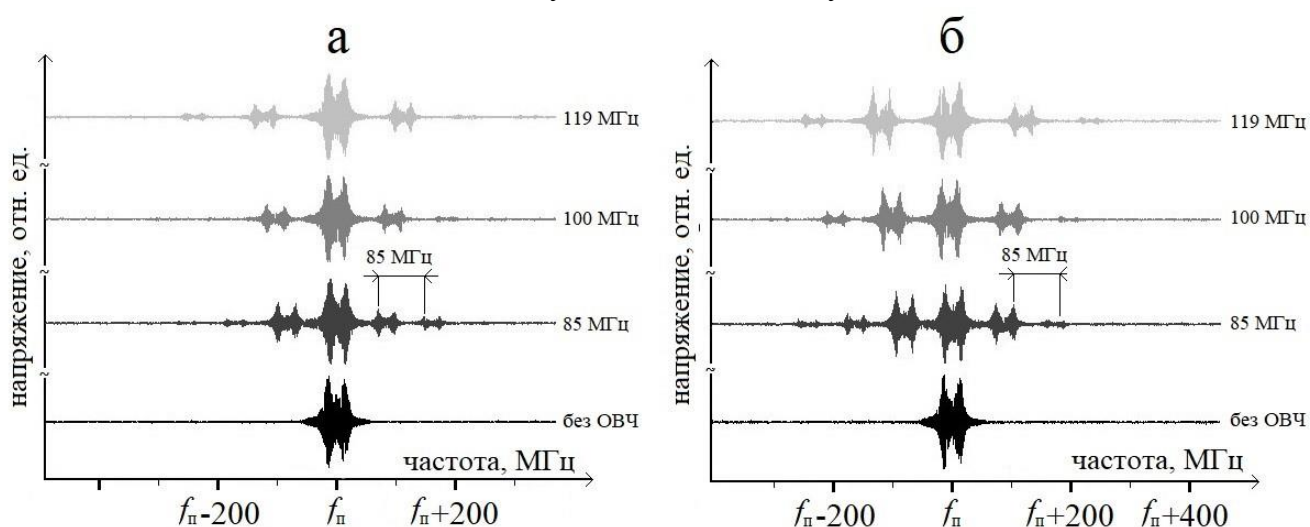 а
напряжение, отн. ед.
119 МГц
100 МГц
85 МГц
85 МГц
без ОВЧ
частота, МГц
fп-200 fп fп+200
б
напряжение, отн. ед.
119 МГц
100 МГц
85 МГц
85 МГц
без ОВЧ
частота, МГц
fп-200 fп fп+200 fп+400